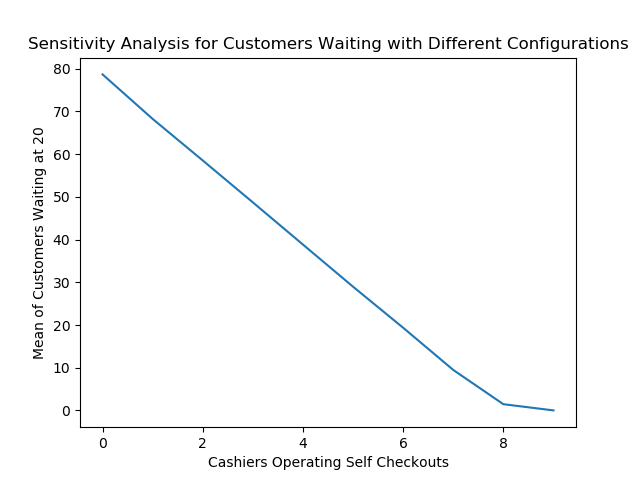 Sensitivity Analysis for Customers Waiting with Different Configurations
80
70
60
50
40
30
20
10
0
Mean of Customers Waiting at 20
0 2 4 6 8
Cashiers Operating Self Checkouts